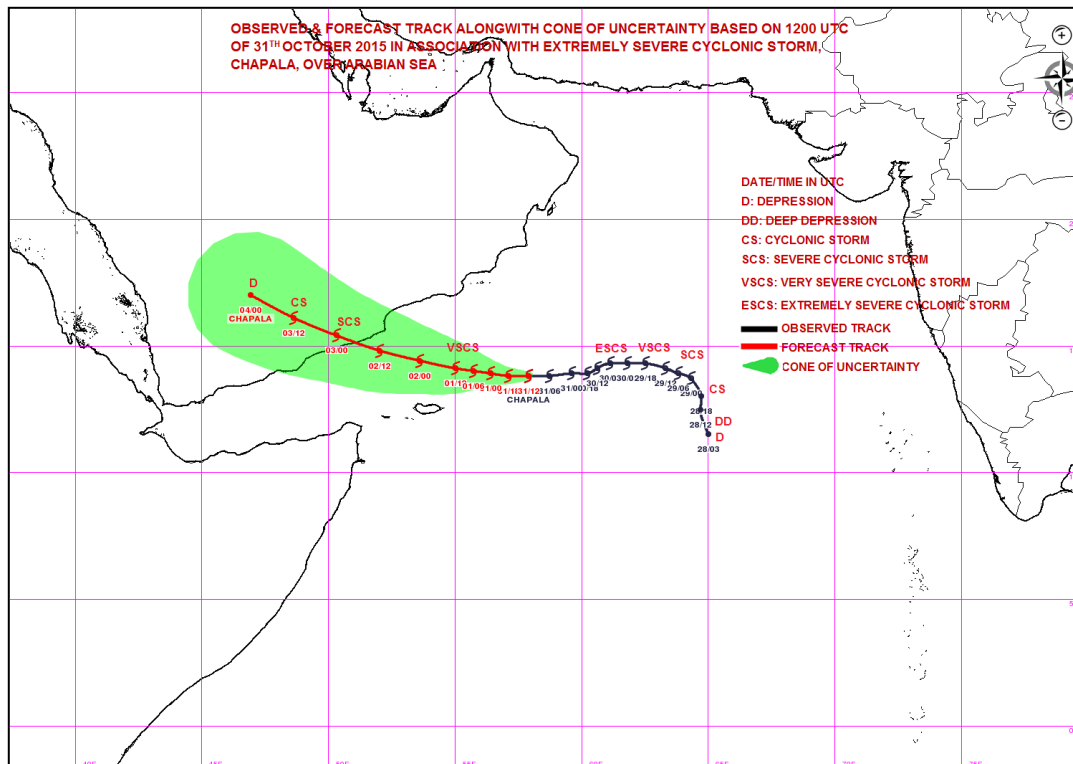 OBSERVED & FORECAST TRACK ALONGWITH CONE OF UNCERTAINTY BASED ON 1200 UTC
OF 31TH OCTOBER 2015 IN ASSOCIATION WITH EXTREMELY SEVERE CYCLONIC STORM,
CHAPALA, OVER ARABIAN SEA
DATE/TIME IN UTC
D: DEPRESSION
DD: DEEP DEPRESSION
CS: CYCLONIC STORM
SCS: SEVERE CYCLONIC STORM
VSCS: VERY SEVERE CYCLONIC STORM
ESCS: EXTREMELY SEVERE CYCLONIC STORM
OBSERVED TRACK
FORECAST TRACK
CONE OF UNCERTAINTY
D
04/00
CHAPALA
CS
03/12
SCS
03/00
02/12
02/00
VSCS
01/12
01/06
31/12
CHAPALA
31/06
31/00
30/12
ESCS
VSCS
29/18
29/12
SCS
29/06
29/00
CS
28/18
28/12
DD
D
28/03